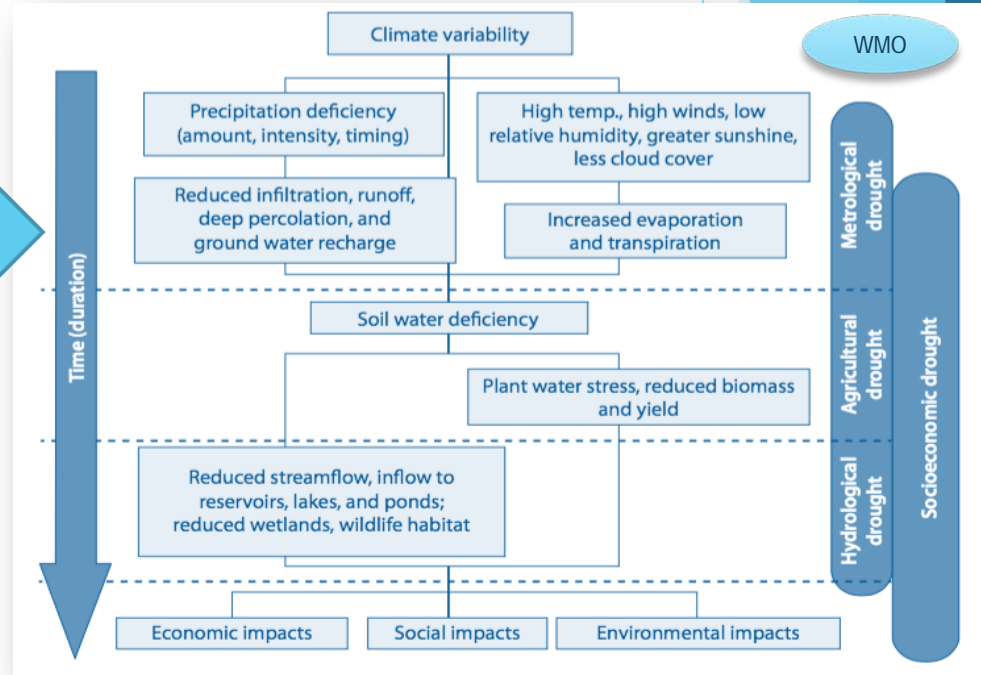 Climate variability
WMO
Precipitation deficiency
(amount, intensity, timing)
High temp., high winds, low
relative humidity, greater sunshine,
less cloud cover
Reduced infiltration, runoff,
deep percolation, and
ground water recharge
Increased evaporation
and transpiration
Metrological
drought
Time (duration)
Soil water deficiency
Plant water stress, reduced biomass
and yield
Agricultural
drought
Socioeconomic drought
Reduced streamflow, inflow to
reservoirs, lakes, and ponds;
reduced wetlands, wildlife habitat
Hydrological
drought
Economic impacts
Social impacts
Environmental impacts